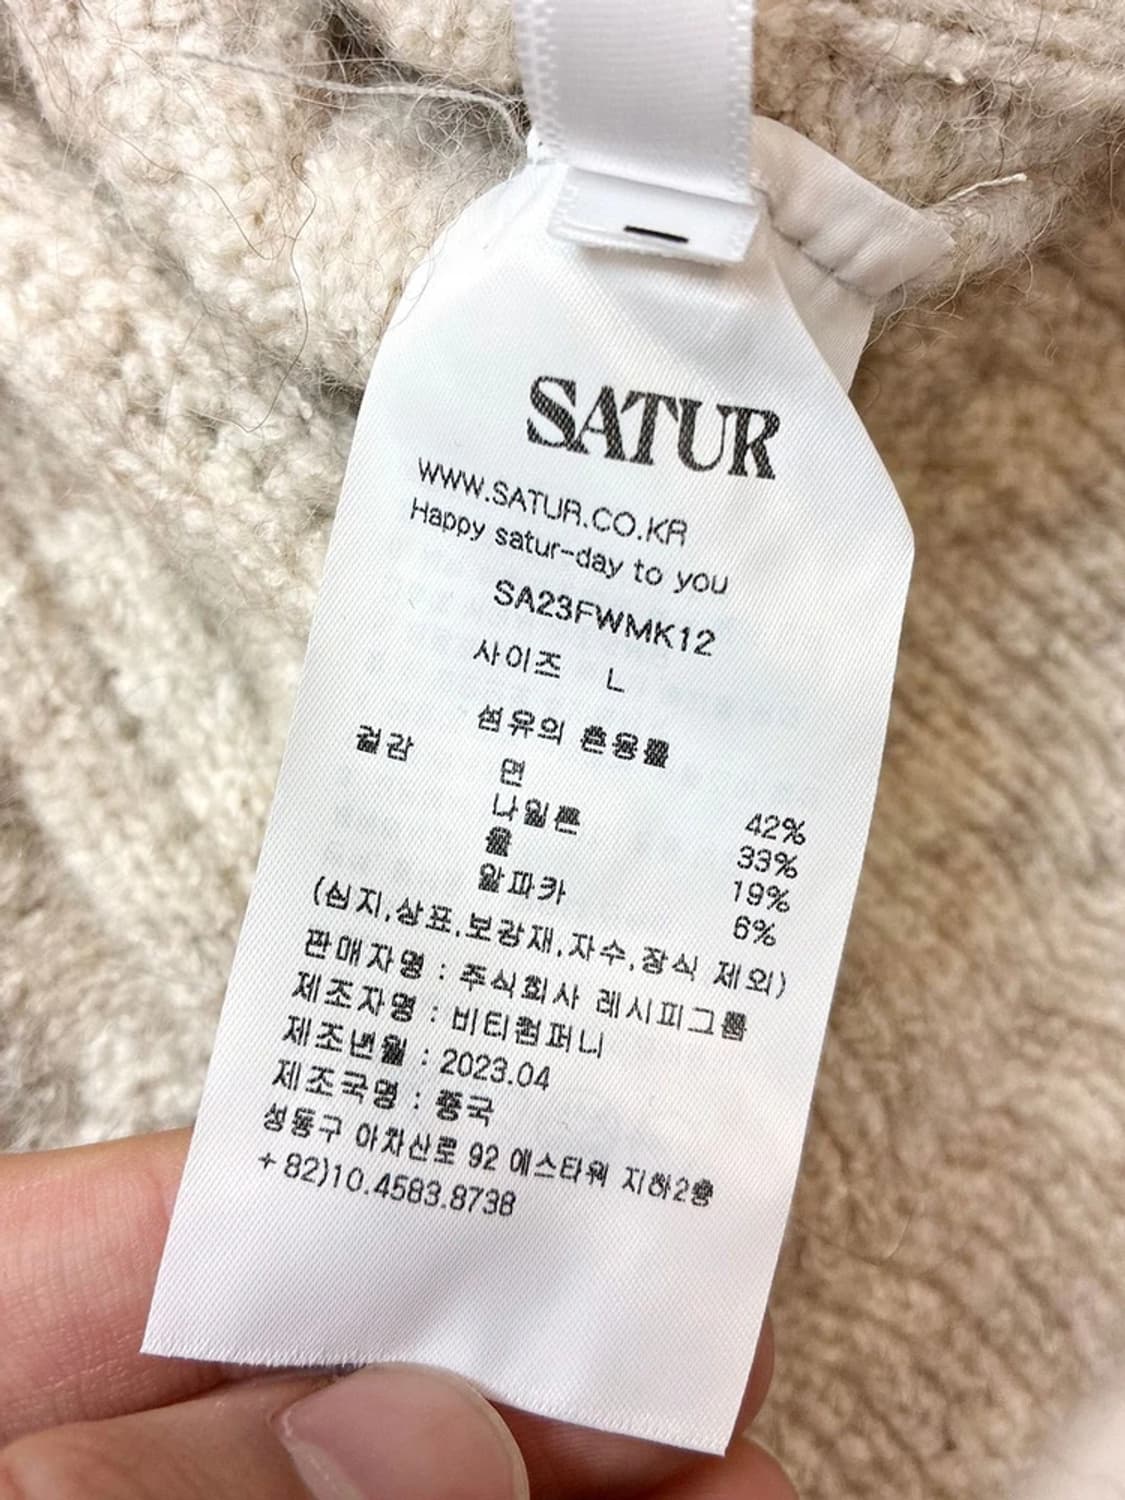 SATUR
WWW.SATUR.CO.KR
Happy satur-day to you
SA23FWMK12
사이즈 L
섬유의 혼용률
겉감 면 42%
나일론 33%
울 19%
알파카 6%
(심지,상표,보강재,자수,장식 제외)
판매자명 : 주식회사 레시피그룹
제조자명 : 비티컴퍼니
제조년월 : 2023.04
제조국명 : 중국
성동구 아차산로 92 에스타워 지하2층
+82)10.4583.8738